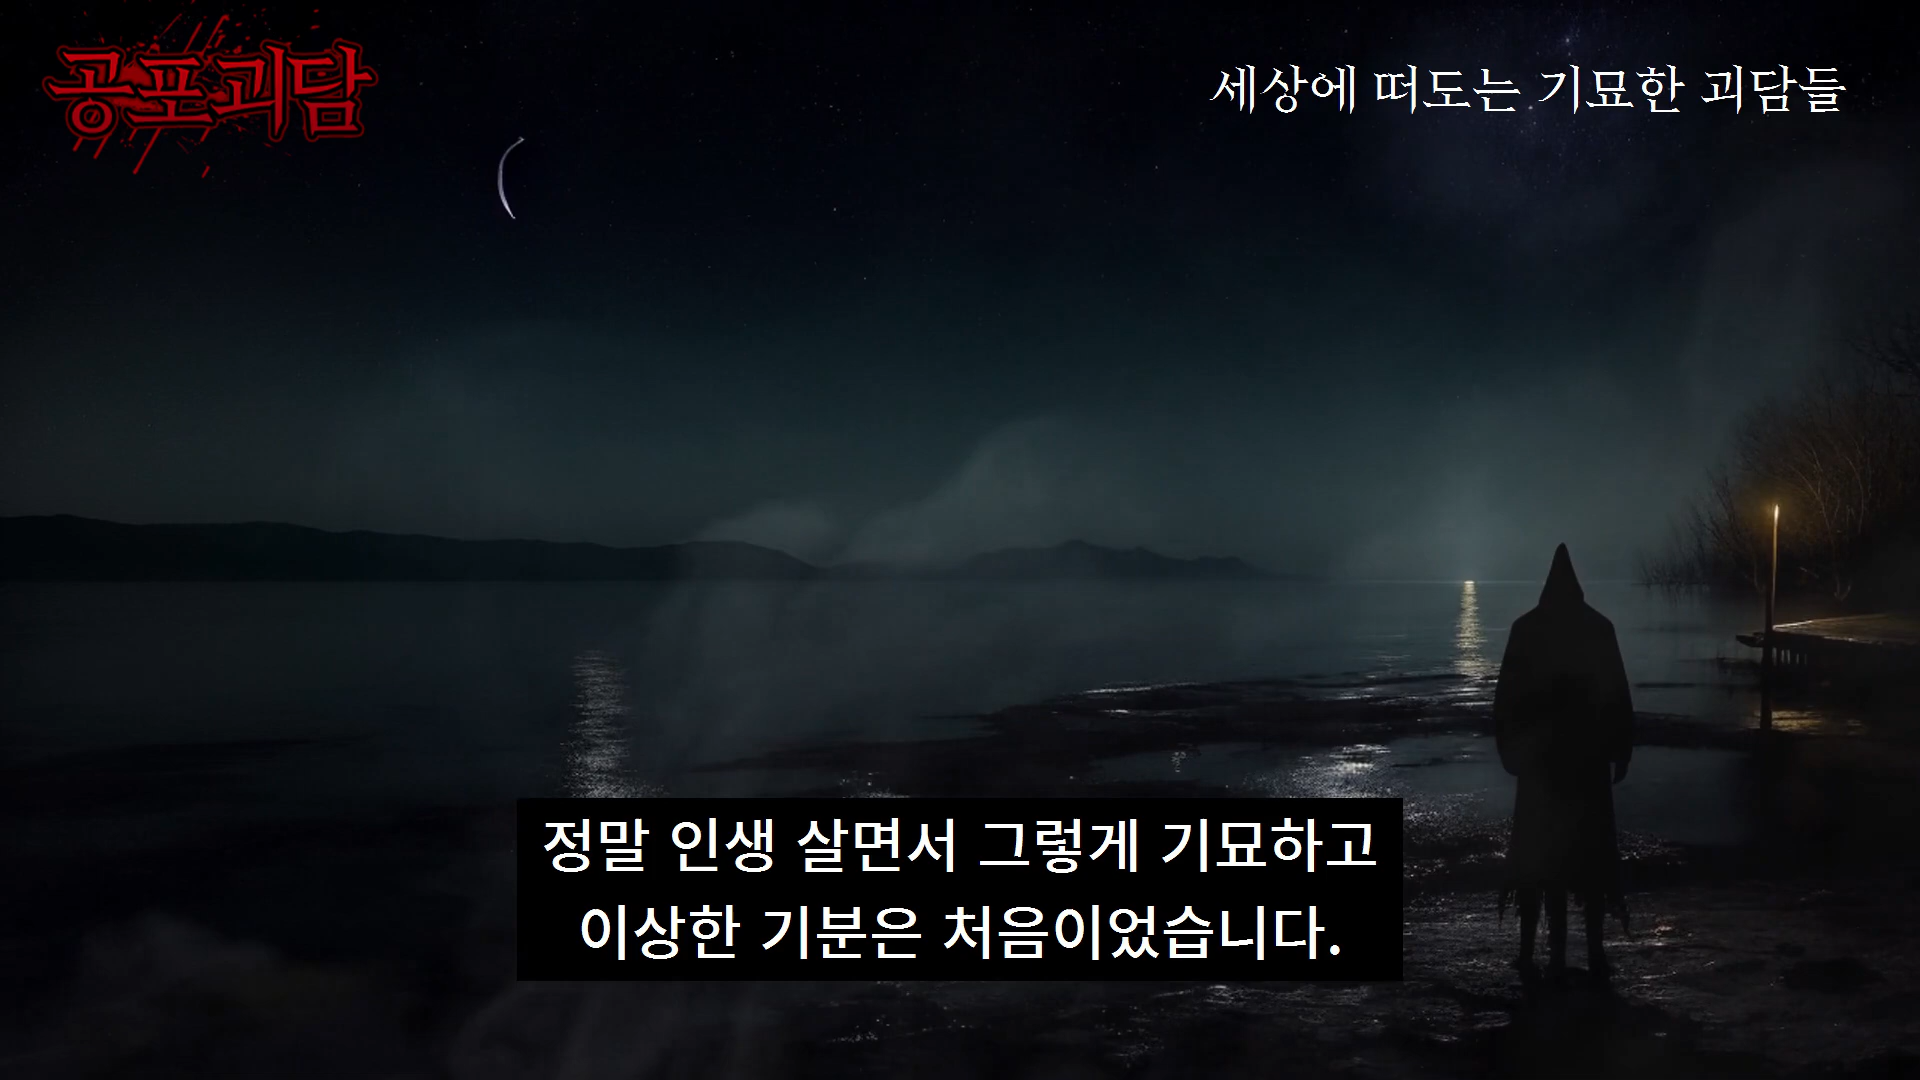 공포괴담
세상에 떠도는 기묘한 괴담들
정말 인생 살면서 그렇게 기묘하고
이상한 기분은 처음이었습니다.